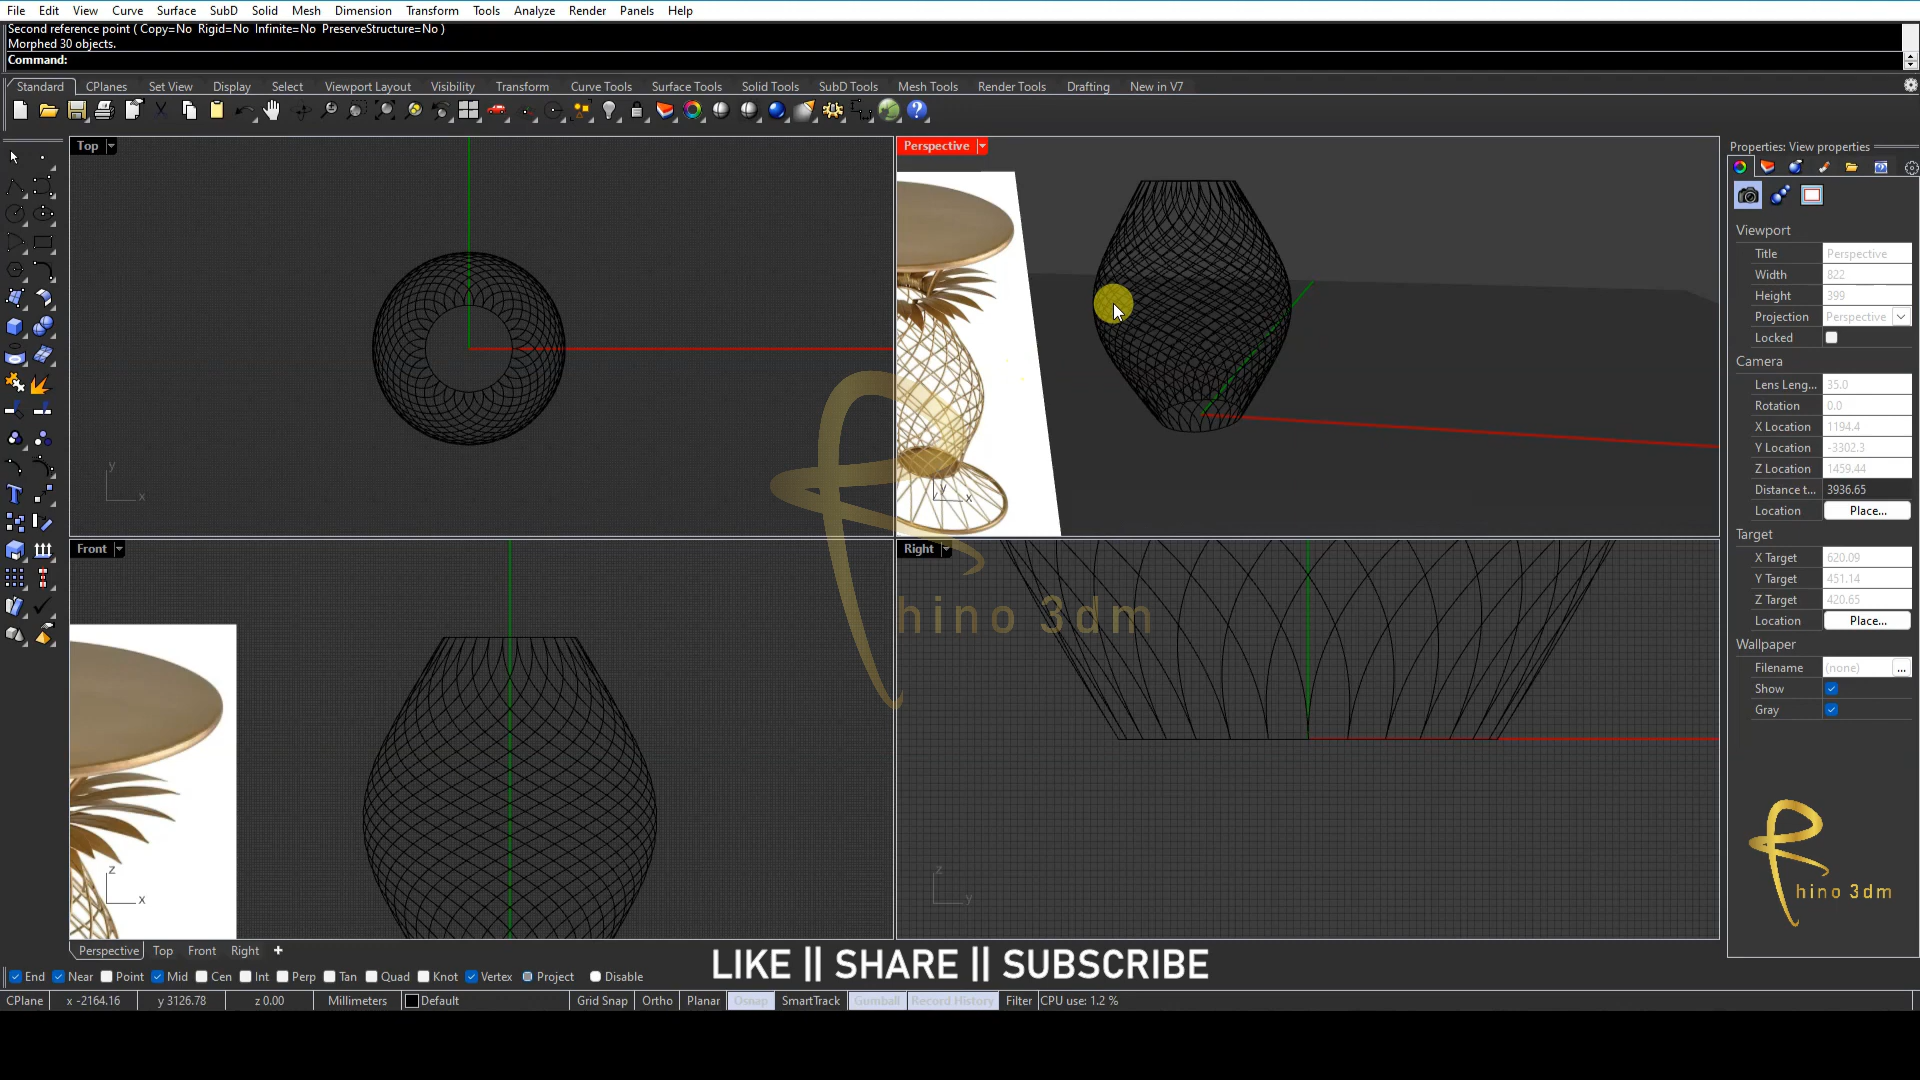 File Edit View Curve Surface SubD Solid Mesh Dimension Transform Tools Analyze Render Panels Help
Second reference point ( Copy=No Rigid=No Infinite=No PreserveStructure=No )
Morphed 30 objects.
Command:
Standard CPlanes Set View Display Select Viewport Layout Visibility Transform Curve Tools Surface Tools Solid Tools SubD Tools Mesh Tools Render Tools Drafting New in V7
Top
Perspective
Properties: View properties
Viewport
Title Perspective
Width 822
Height 399
Projection Perspective
Locked
Camera
Lens Leng... 35.0
Rotation 0.0
X Location 1194.4
Y Location -3302.3
Z Location 1459.44
Distance t... 3936.65
Location Place...
Target
X Target 620.09
Y Target 451.14
Z Target 420.65
Location Place...
Wallpaper
Filename (none) ...
Show
Gray
y
x
y
x
Front
Right
hino 3dm
z
x
z
y
hino 3dm
Perspective Top Front Right
LIKE || SHARE || SUBSCRIBE
End Near Point Mid Cen Int Perp Tan Quad Knot Vertex Project Disable
CPlane x -2164.16 y 3126.78 z 0.00 Millimeters Default Grid Snap Ortho Planar Osnap SmartTrack Gumball Record History Filter CPU use: 1.2 %